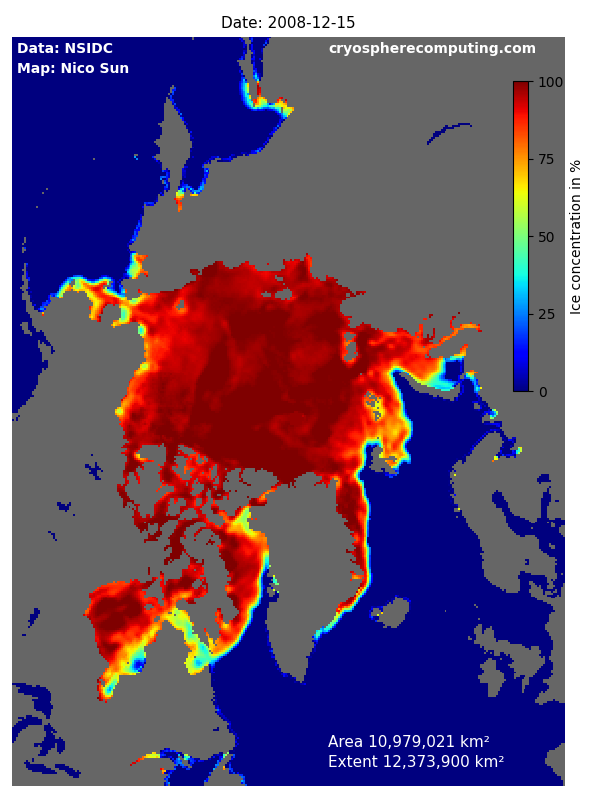 Date: 2008-12-15
Data: NSIDC
cryospherecomputing.com
Map: Nico Sun
100
75
50
25
0
Ice concentration in %
Area 10,979,021 km²
Extent 12,373,900 km²